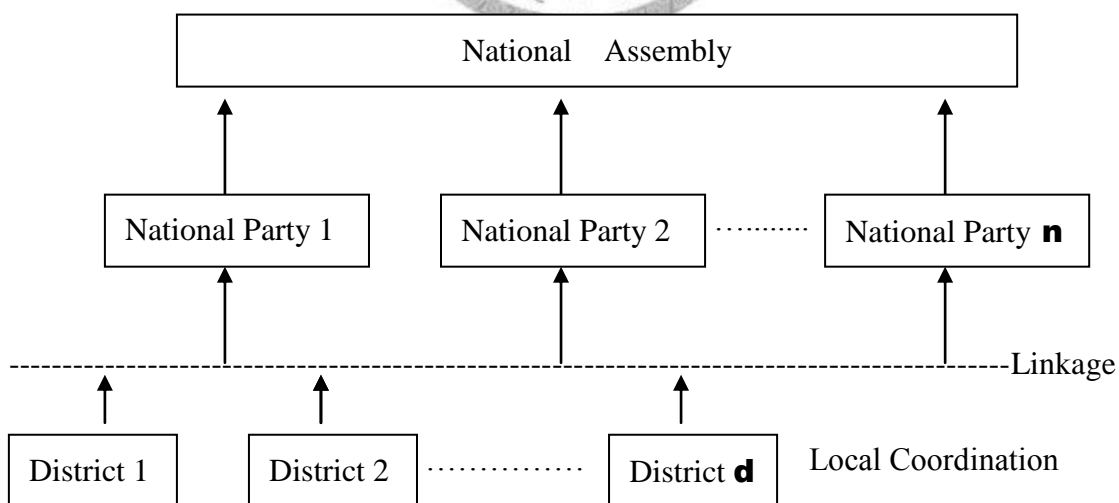 National Assembly
National Party 1 National Party 2 ............ National Party n
Linkage
District 1 District 2 ................ District d Local Coordination